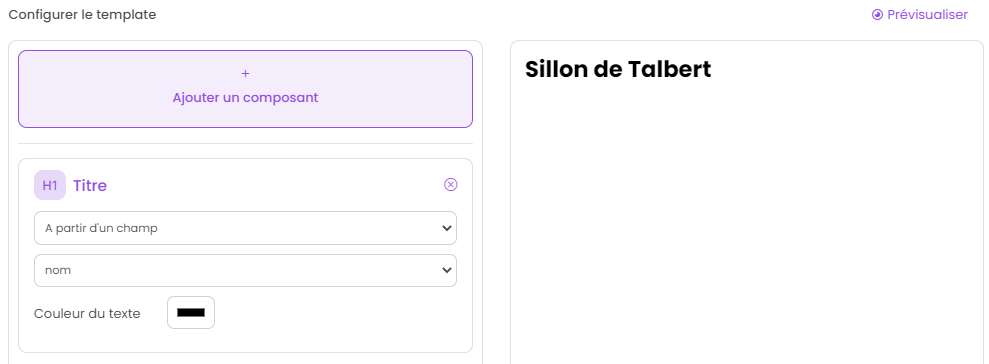 Configurer le template
Prévisualiser
+
Ajouter un composant
H1 Titre
A partir d'un champ
nom
Couleur du texte
Sillon de Talbert